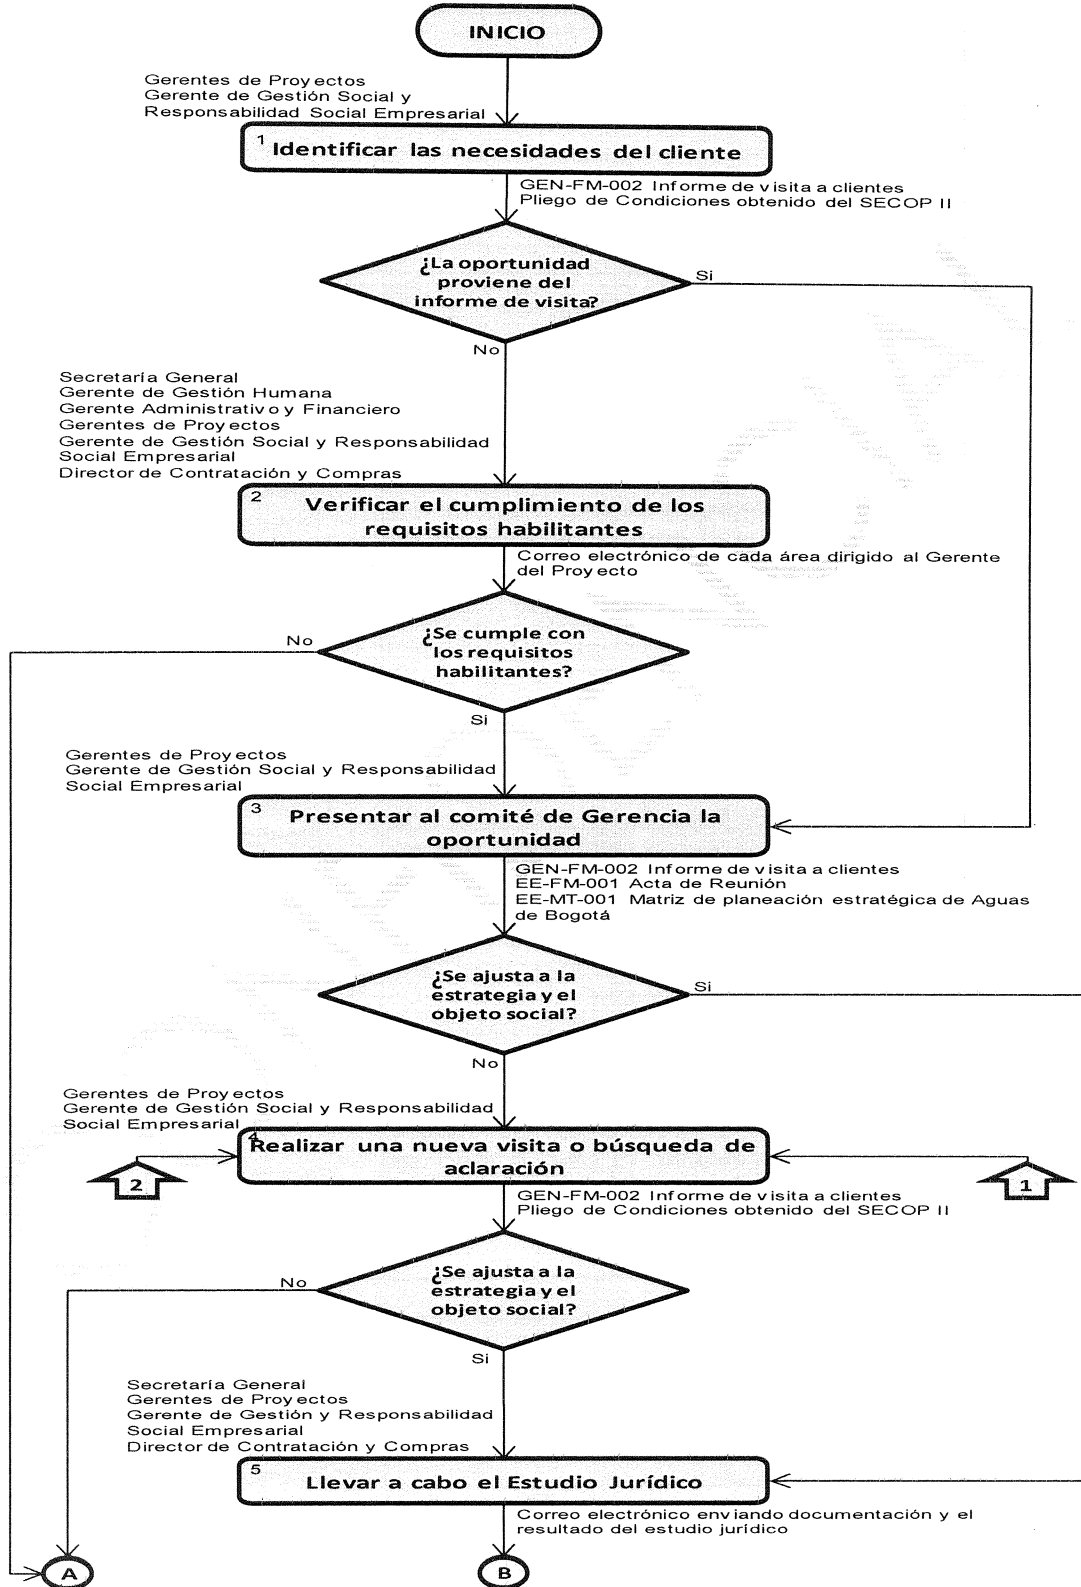 INICIO
Gerentes de Proyectos
Gerente de Gestión Social y
Responsabilidad Social Empresarial
1
Identificar las necesidades del cliente
GEN-FM-002 Informe de visita a clientes
Pliego de Condiciones obtenido del SECOP II
¿La oportunidad
proviene del
informe de visita?
Si
No
Secretaría General
Gerente de Gestión Humana
Gerente Administrativo y Financiero
Gerentes de Proyectos
Gerente de Gestión Social y Responsabilidad
Social Empresarial
Director de Contratación y Compras
2
Verificar el cumplimiento de los
requisitos habilitantes
Correo electrónico de cada área dirigido al Gerente
del Proyecto
No
¿Se cumple con
los requisitos
habilitantes?
Si
Gerentes de Proyectos
Gerente de Gestión Social y Responsabilidad
Social Empresarial
3
Presentar al comité de Gerencia la
oportunidad
GEN-FM-002 Informe de visita a clientes
EE-FM-001 Acta de Reunión
EE-MT-001 Matriz de planeación estratégica de Aguas
de Bogotá
¿Se ajusta a la
estrategia y el
objeto social?
Si
No
Gerentes de Proyectos
Gerente de Gestión Social y Responsabilidad
Social Empresarial
4
Realizar una nueva visita o búsqueda de
aclaración
2
1
GEN-FM-002 Informe de visita a clientes
Pliego de Condiciones obtenido del SECOP II
No
¿Se ajusta a la
estrategia y el
objeto social?
Si
Secretaría General
Gerentes de Proyectos
Gerente de Gestión y Responsabilidad
Social Empresarial
Director de Contratación y Compras
5
Llevar a cabo el Estudio Jurídico
Correo electrónico enviando documentación y el
resultado del estudio jurídico
A
B